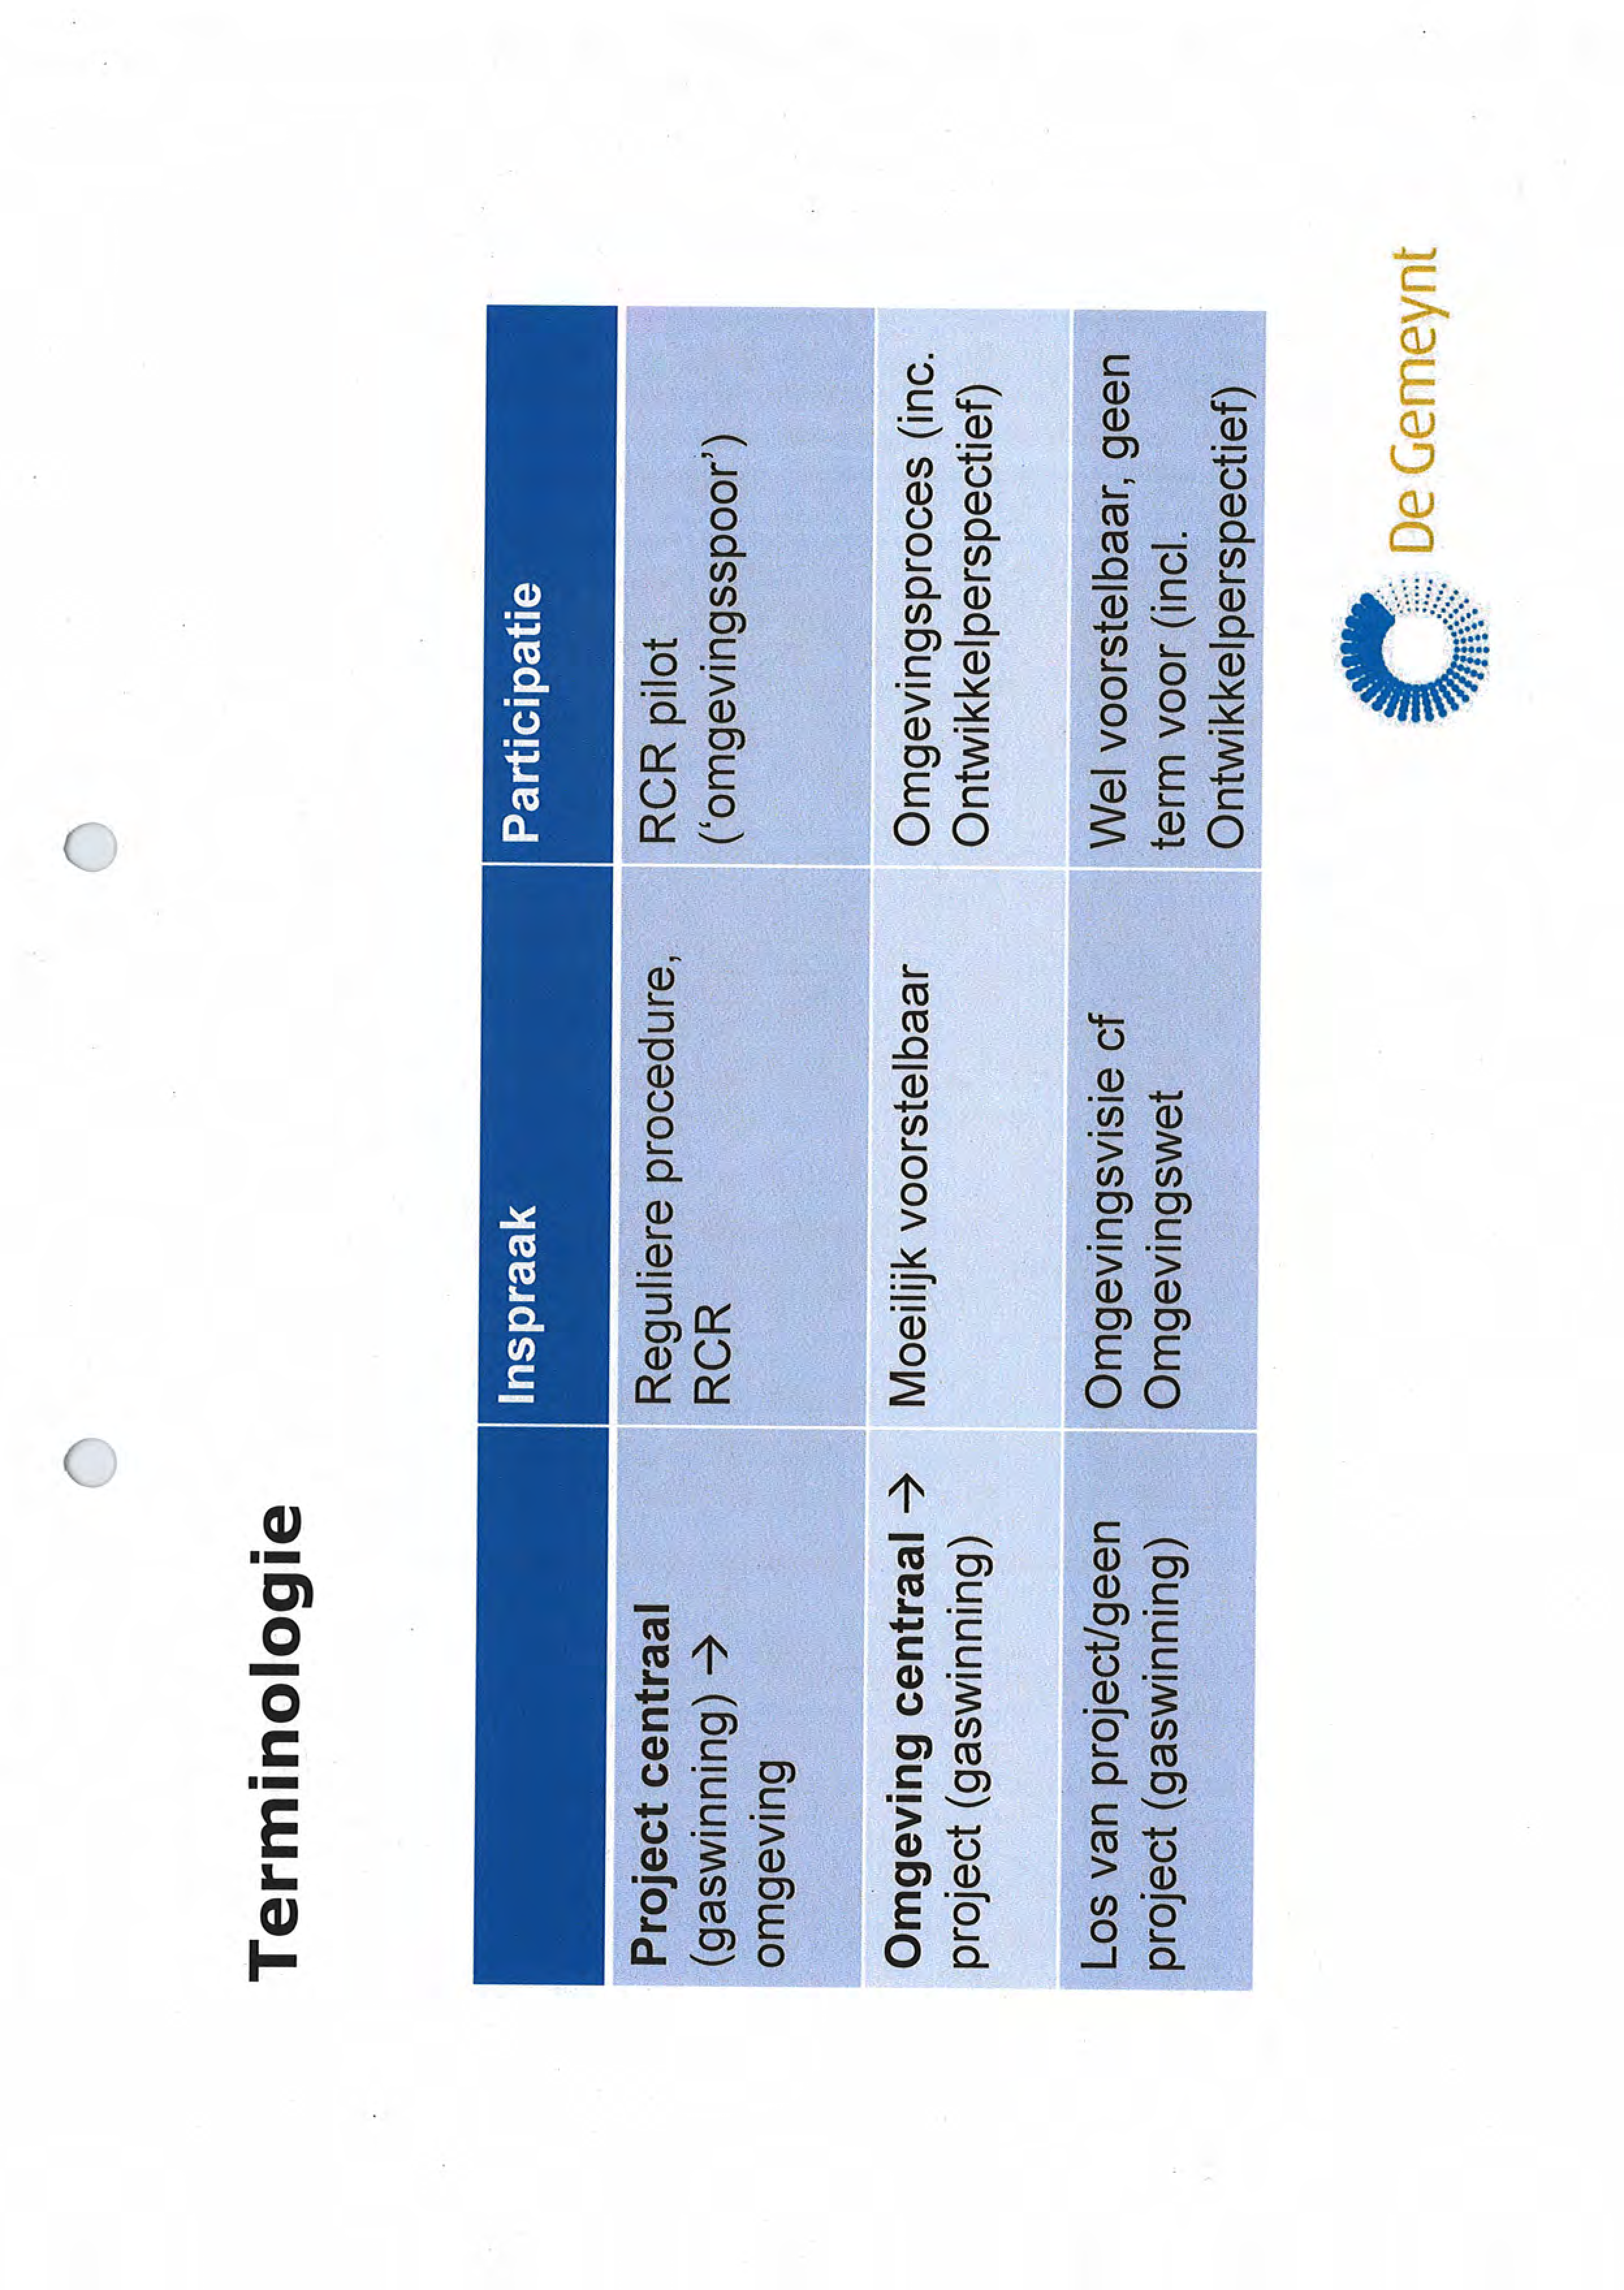 Terminologie
Inspraak
Participatie
Project centraal
(gaswinning) →
omgeving
Reguliere procedure,
RCR
RCR pilot
(‘omgevingsspoor’)
Omgeving centraal →
project (gaswinning)
Moeilijk voorstelbaar
Omgevingsproces (inc.
Ontwikkelperspectief)
Los van project/geen
project (gaswinning)
Omgevingsvisie cf
Omgevingswet
Wel voorstelbaar, geen
term voor (incl.
Ontwikkelperspectief)
De Gemeynt